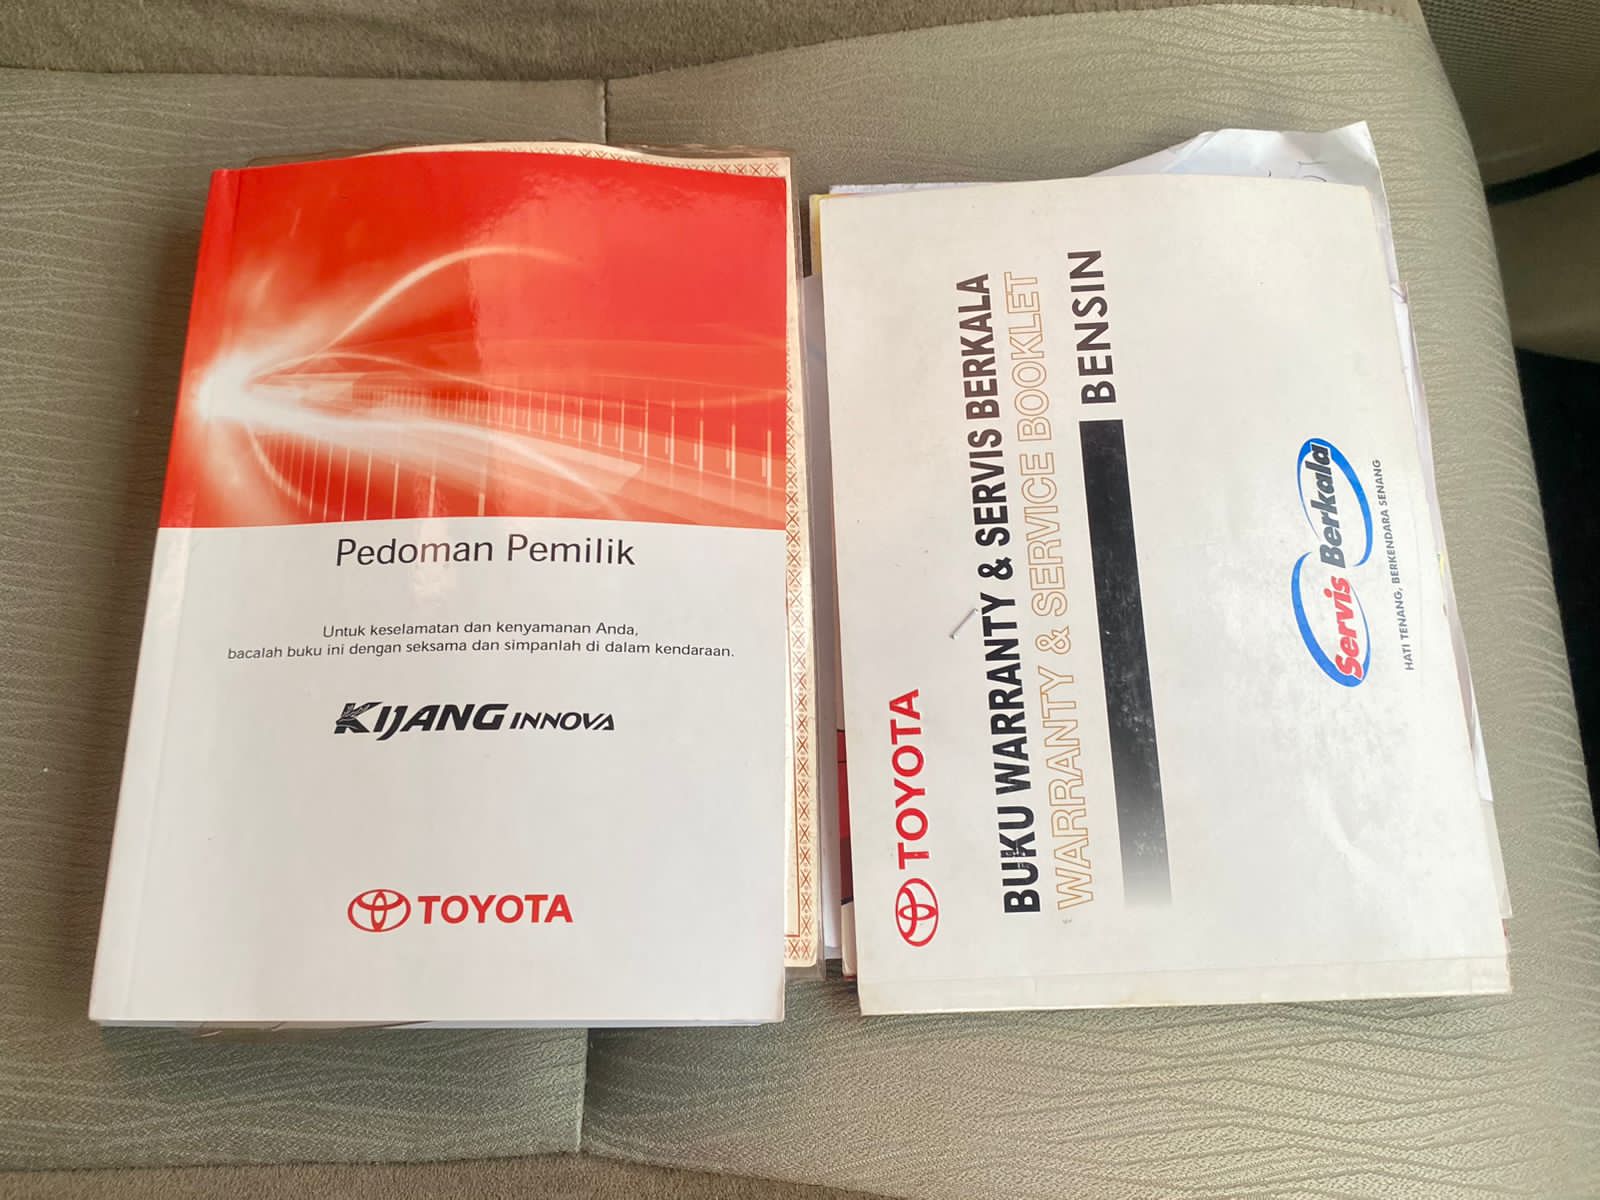 Pedoman Pemilik
Untuk keselamatan dan kenyamanan Anda,
bacalah buku ini dengan seksama dan simpanlah di dalam kendaraan.
KIJANG INNOVA
TOYOTA
TOYOTA
BUKU WARRANTY & SERVIS BERKALA
WARRANTY & SERVICE BOOKLET
BENSIN
Servis Berkala
HATI TENANG, BERKENDARA SENANG